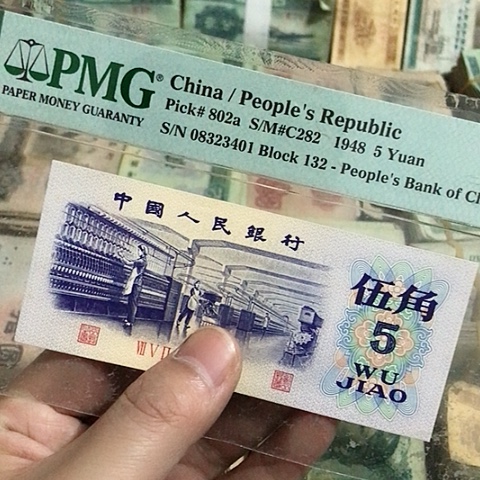 PMG®
PAPER MONEY GUARANTY
China / People's Republic
Pick# 802a S/M#C282 1948 5 Yuan
S/N 08323401 Block 132 - People's Bank of Ch
中國人民銀行
伍角
5
WU
JIAO